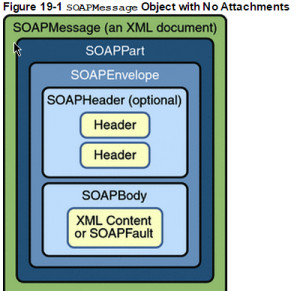 Figure 19-1 SOAPMessage Object with No Attachments
SOAPMessage (an XML document)
SOAPPart
SOAPEnvelope
SOAPHeader (optional)
Header
Header
SOAPBody
XML Content
or SOAPFault